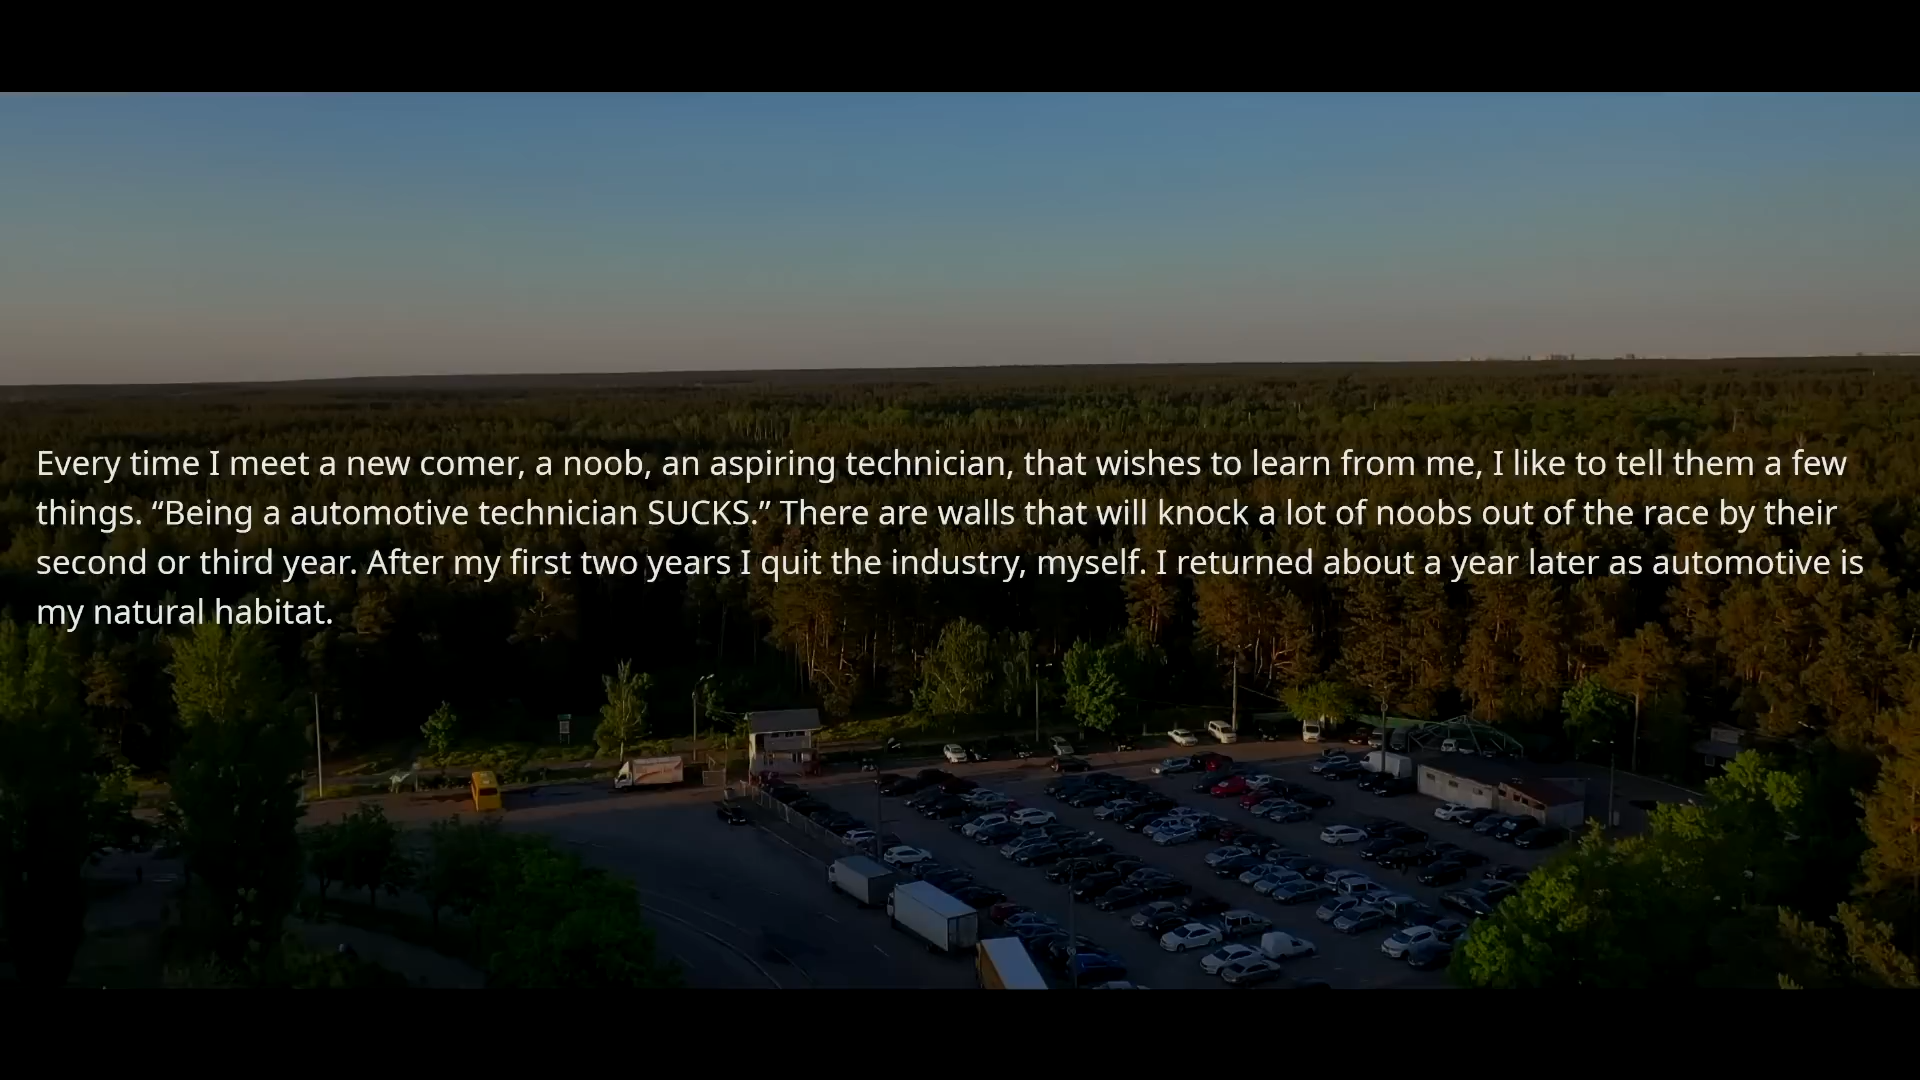 Every time I meet a new comer, a noob, an aspiring technician, that wishes to learn from me, I like to tell them a few
things. “Being a automotive technician SUCKS.” There are walls that will knock a lot of noobs out of the race by their
second or third year. After my first two years I quit the industry, myself. I returned about a year later as automotive is
my natural habitat.